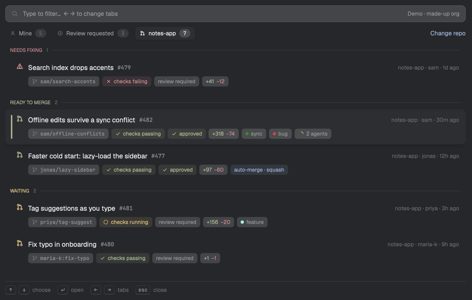 Type to filter... ← → to change tabs Demo · made-up org
Mine Review requested notes-app 7 Change repo
NEEDS FIXING 1
Search index drops accents #479 notes-app · sam · 1d ago
sam/search-accents checks failing review required +41 −12
READY TO MERGE 2
Offline edits survive a sync conflict #482 notes-app · sam · 30m ago
sam/offline-conflicts checks passing approved +318 −74 sync bug 2 agents
Faster cold start: lazy-load the sidebar #477 notes-app · jonas · 12h ago
jonas/lazy-sidebar checks passing approved +97 −60 auto-merge · squash
WAITING
Tag suggestions as you type #481 notes-app · priya · 3h ago
priya/tag-suggest checks running review required +156 −20 feature
Fix typo in onboarding #480 notes-app · maria-k · 5h ago
maria-k:fix-typo checks passing review required +1 −1
↑ ↓ choose ↵ open ← → tabs esc close